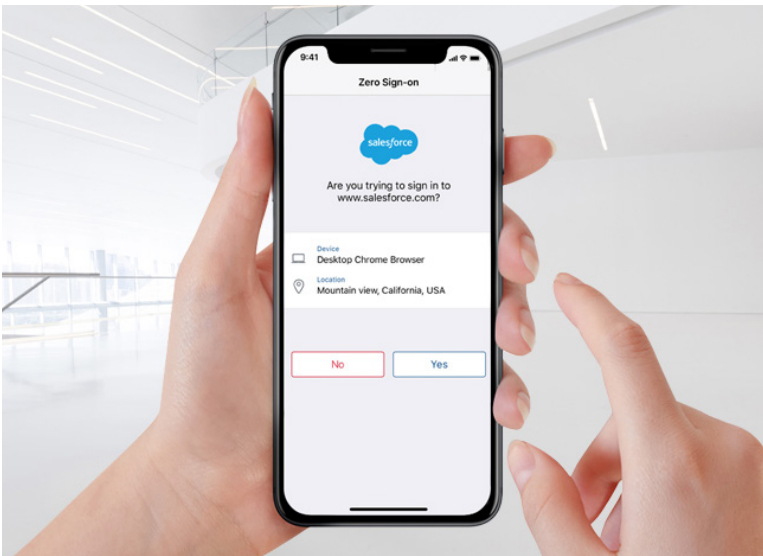 9:41
Zero Sign-on
salesforce
Are you trying to sign in to
www.salesforce.com?
Device
Desktop Chrome Browser
Location
Mountain view, California, USA
No
Yes